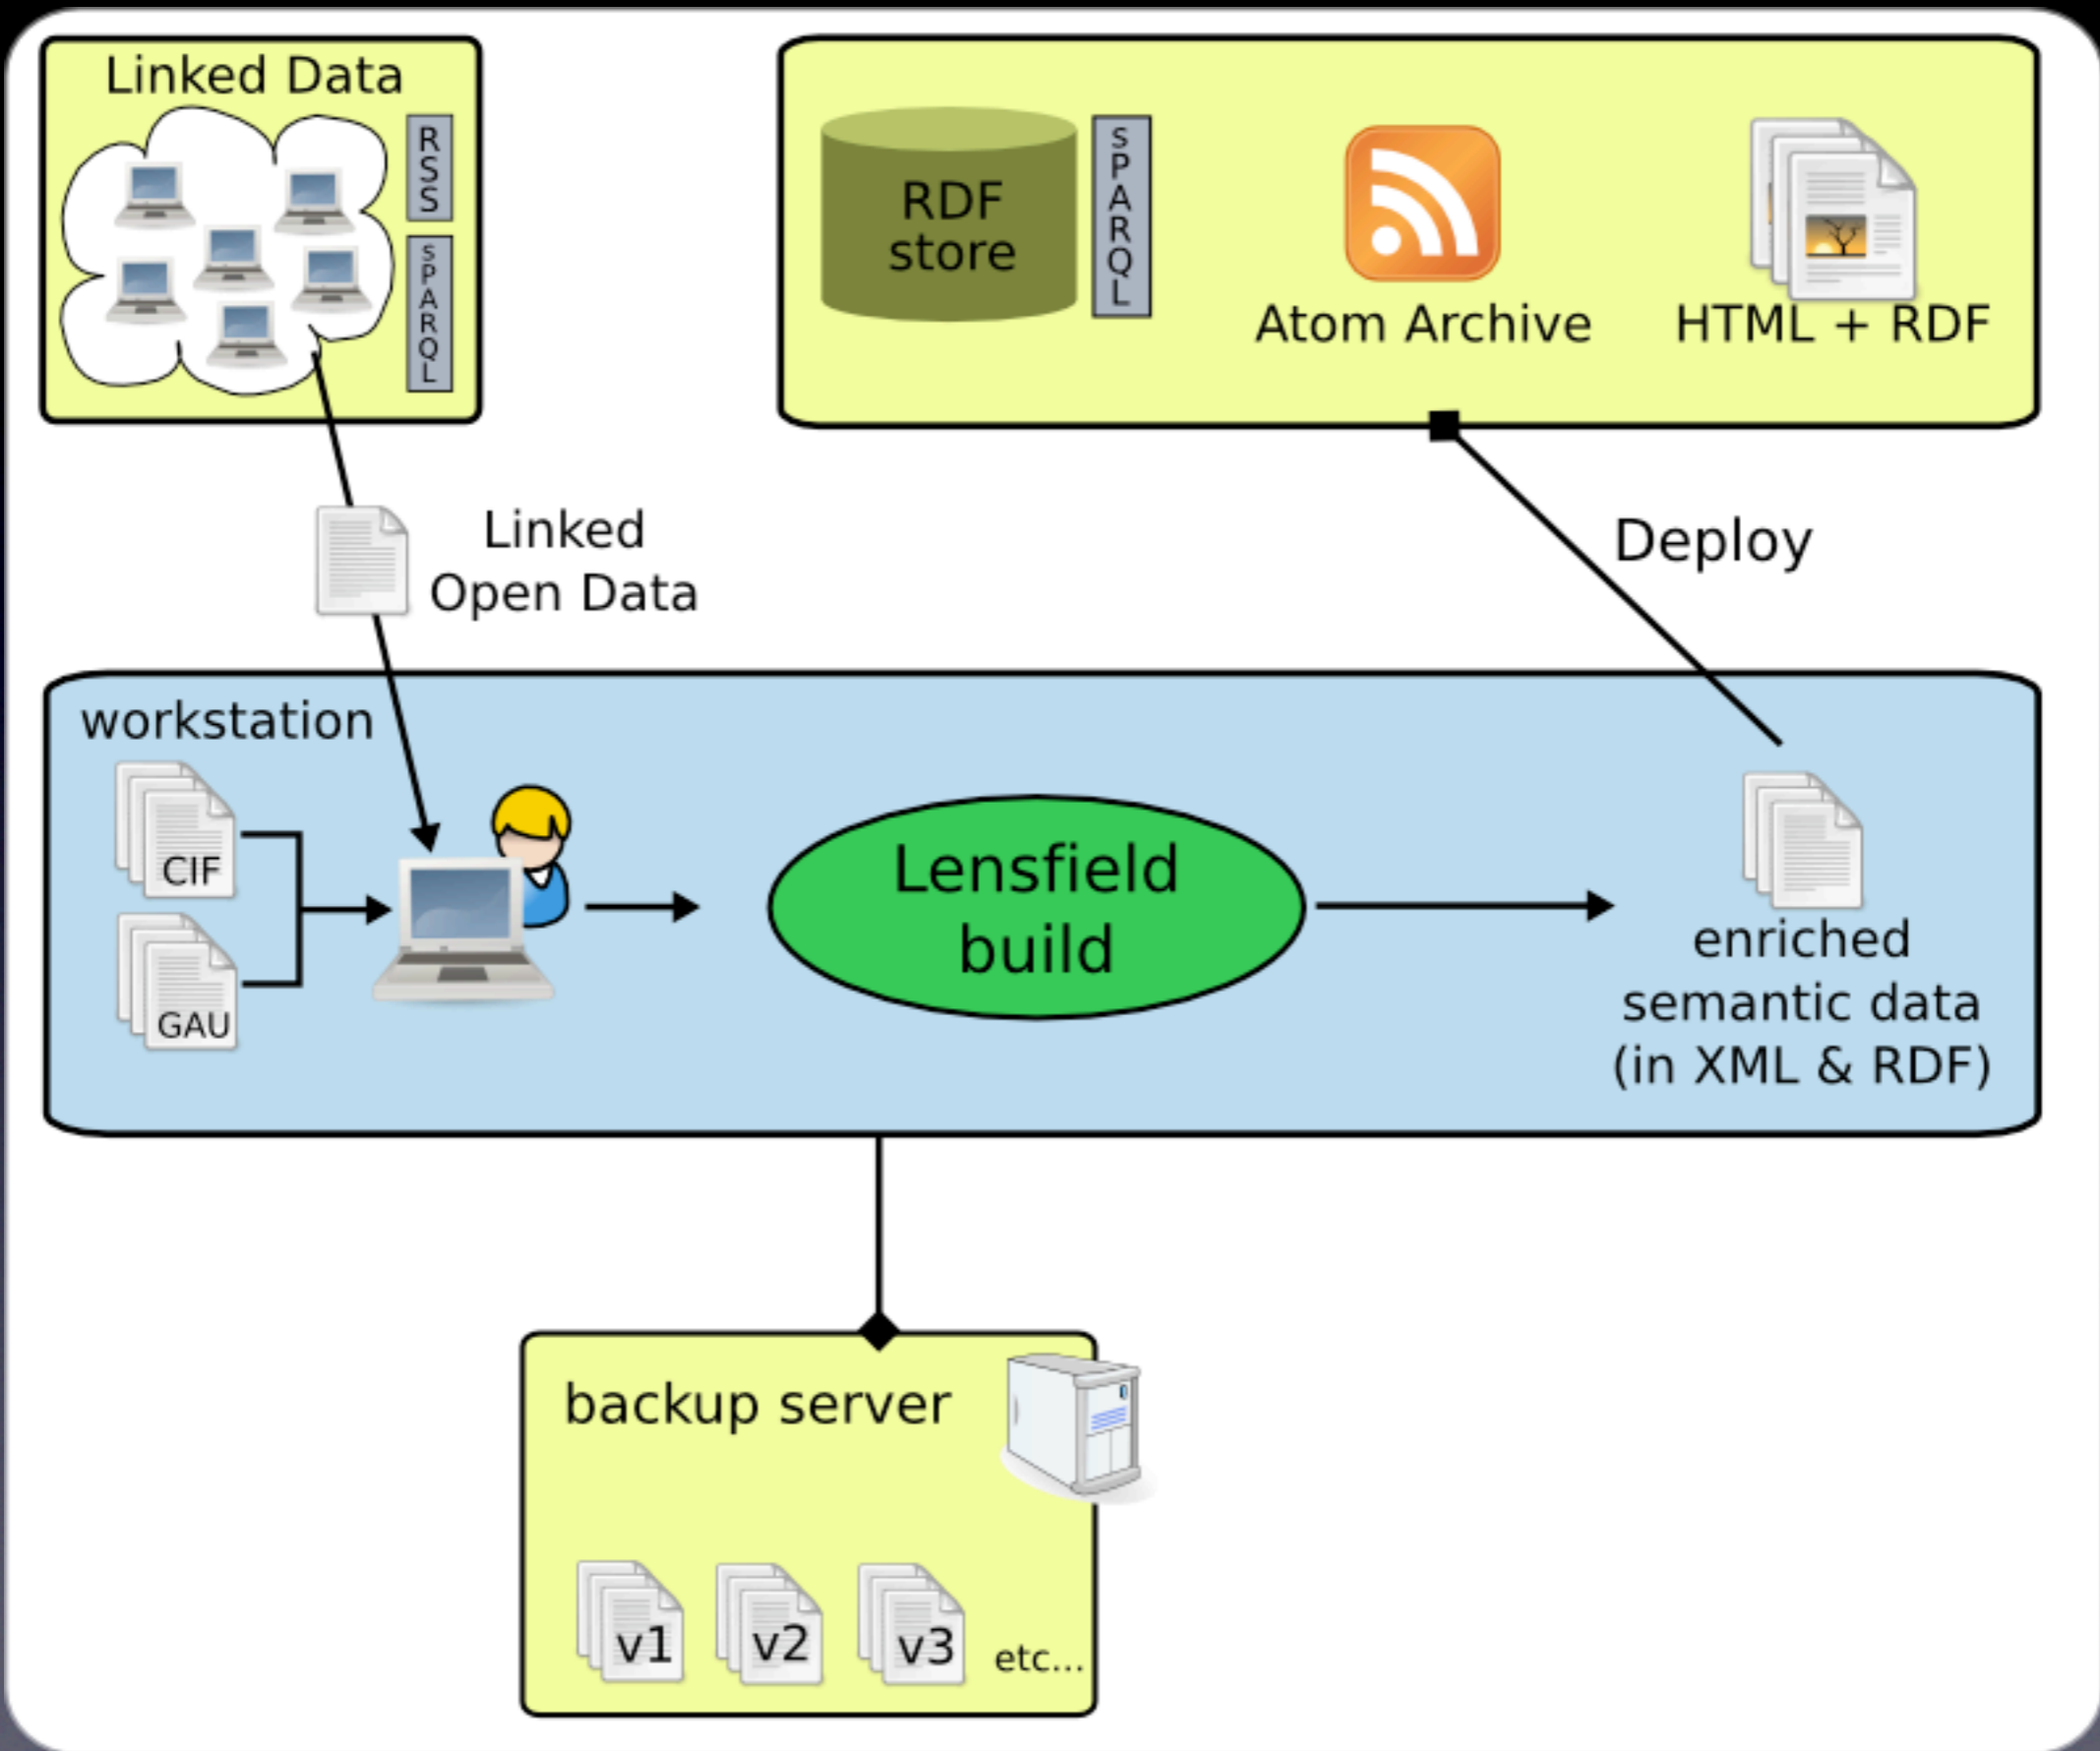 Linked Data
RSS
SPARQL
RDF
store
SPARQL
Atom Archive
HTML + RDF
Linked
Open Data
Deploy
workstation
CIF
GAU
Lensfield
build
enriched
semantic data
(in XML & RDF)
backup server
v1
v2
v3
etc...